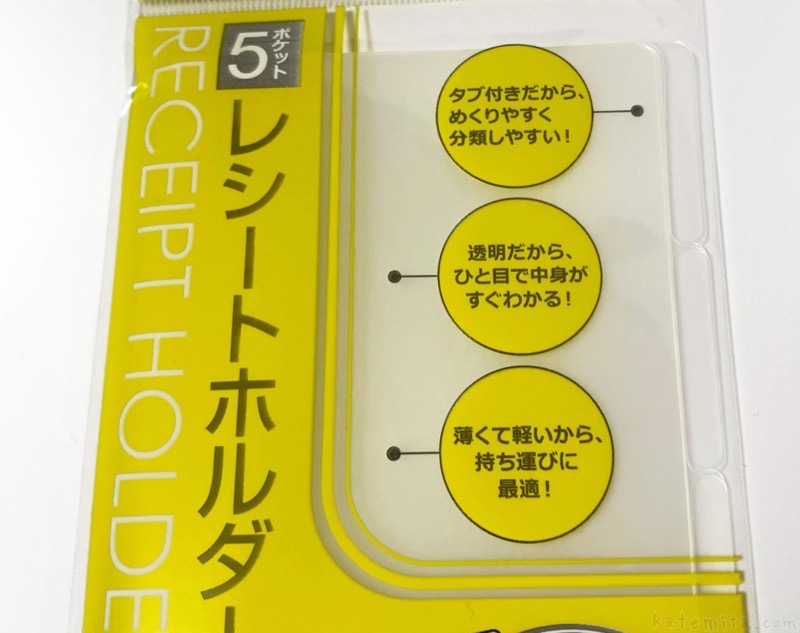 5
ポケット
レシートホルダー
RECEIPT HOLDE
タブ付きだから、
めくりやすく
分類しやすい！
透明だから、
ひと目で中身が
すぐわかる！
薄くて軽いから、
持ち運びに
最適！
katemita.com